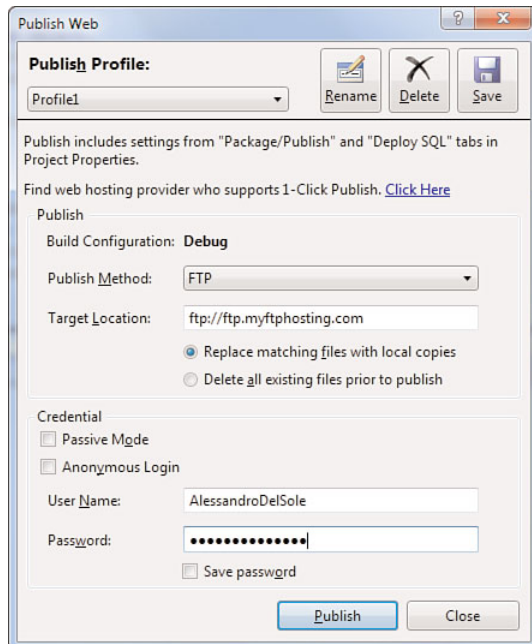 Publish Web
Publish Profile:
Profile1
Rename
Delete
Save
Publish includes settings from "Package/Publish" and "Deploy SQL" tabs in
Project Properties.
Find web hosting provider who supports 1-Click Publish. Click Here
Publish
Build Configuration: Debug
Publish Method: FTP
Target Location: ftp://ftp.myftphosting.com
Replace matching files with local copies
Delete all existing files prior to publish
Credential
Passive Mode
Anonymous Login
User Name: AlessandroDelSole
Password: ••••••••••••••
Save password
Publish
Close